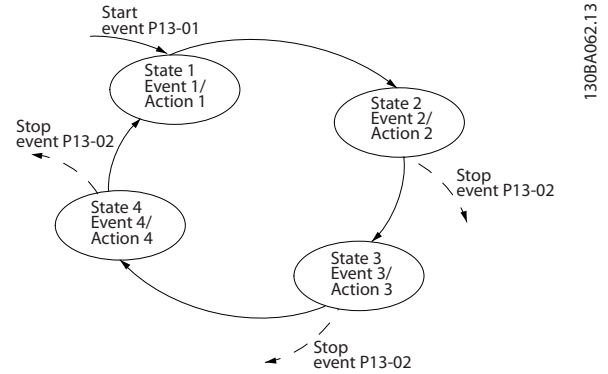 Start
event P13-01
130BA062.13
State 1
Event 1/
Action 1
State 2
Event 2/
Action 2
Stop
event P13-02
Stop
event P13-02
State 4
Event 4/
Action 4
State 3
Event 3/
Action 3
Stop
event P13-02